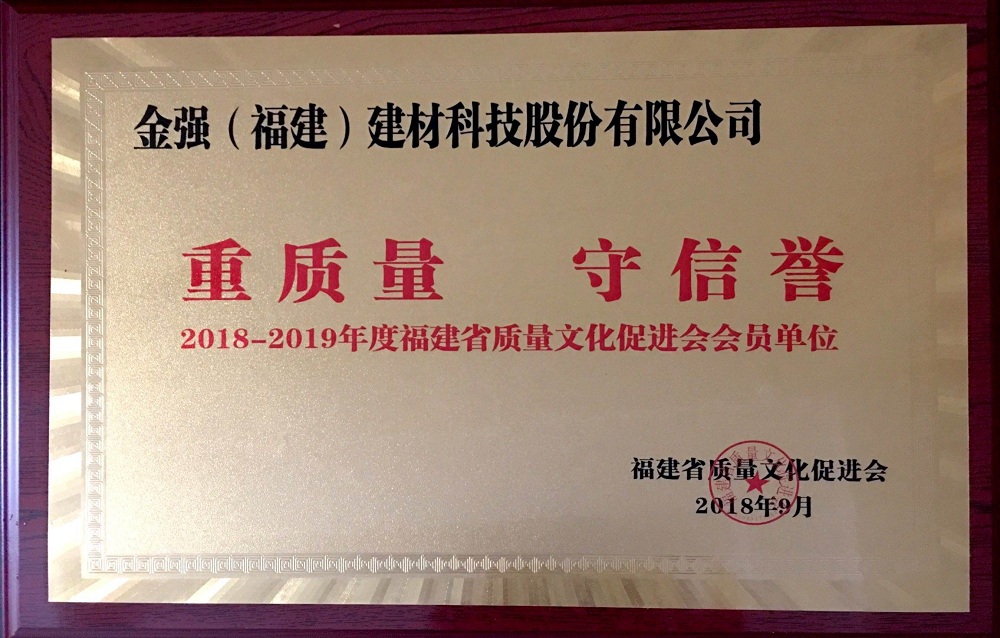 金强（福建）建材科技股份有限公司
重质量 守信誉
2018-2019年度福建省质量文化促进会会员单位
福建省质量文化促进会
2018年9月